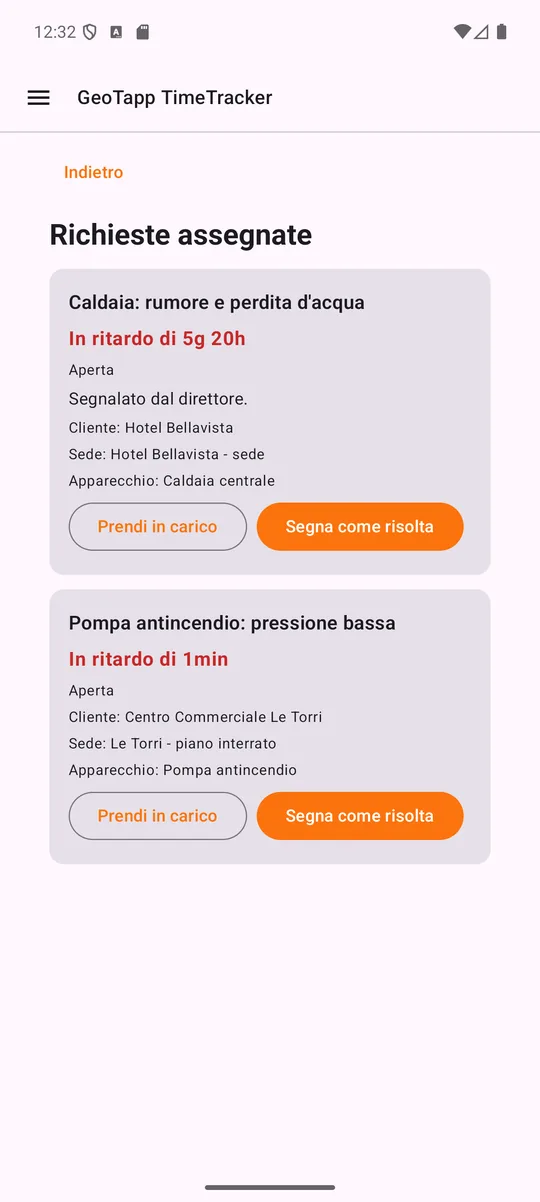 12:32
GeoTapp TimeTracker
Indietro
Richieste assegnate
Caldaia: rumore e perdita d'acqua
In ritardo di 5g 20h
Aperta
Segnalato dal direttore.
Cliente: Hotel Bellavista
Sede: Hotel Bellavista - sede
Apparecchio: Caldaia centrale
Prendi in carico
Segna come risolta
Pompa antincendio: pressione bassa
In ritardo di 1min
Aperta
Cliente: Centro Commerciale Le Torri
Sede: Le Torri - piano interrato
Apparecchio: Pompa antincendio
Prendi in carico
Segna come risolta